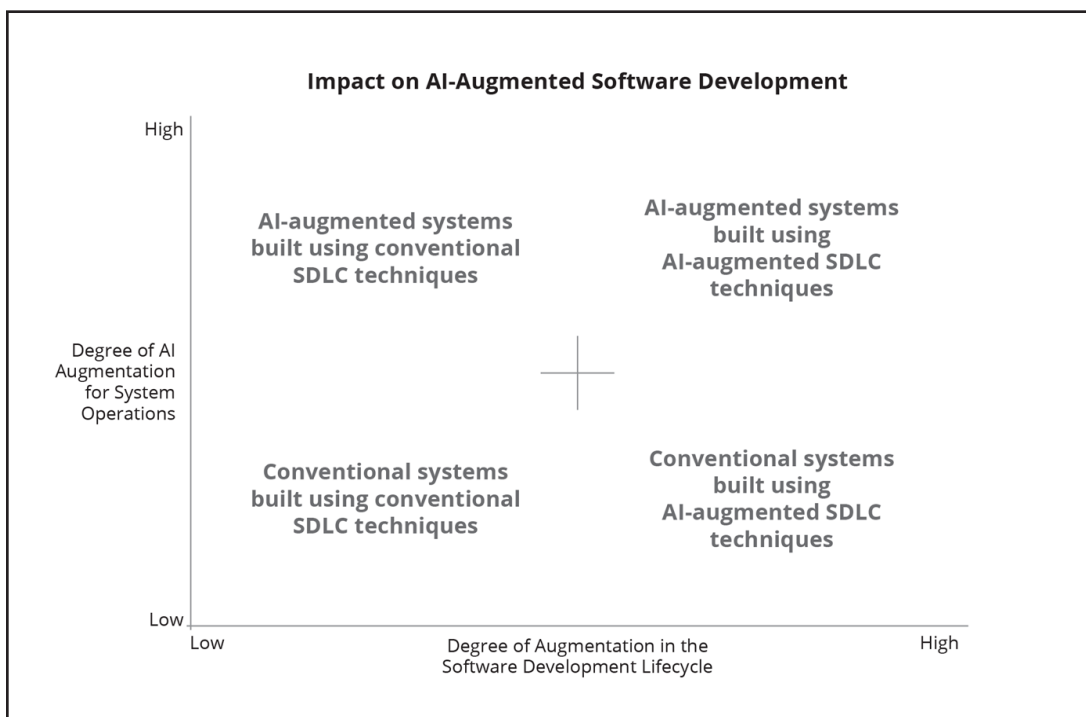 Impact on AI-Augmented Software Development
High
AI-augmented systems
built using conventional
SDLC techniques
AI-augmented systems
built using
AI-augmented SDLC
techniques
Degree of AI
Augmentation
for System
Operations
Conventional systems
built using conventional
SDLC techniques
Conventional systems
built using
AI-augmented SDLC
techniques
Low
Low
Degree of Augmentation in the
Software Development Lifecycle
High